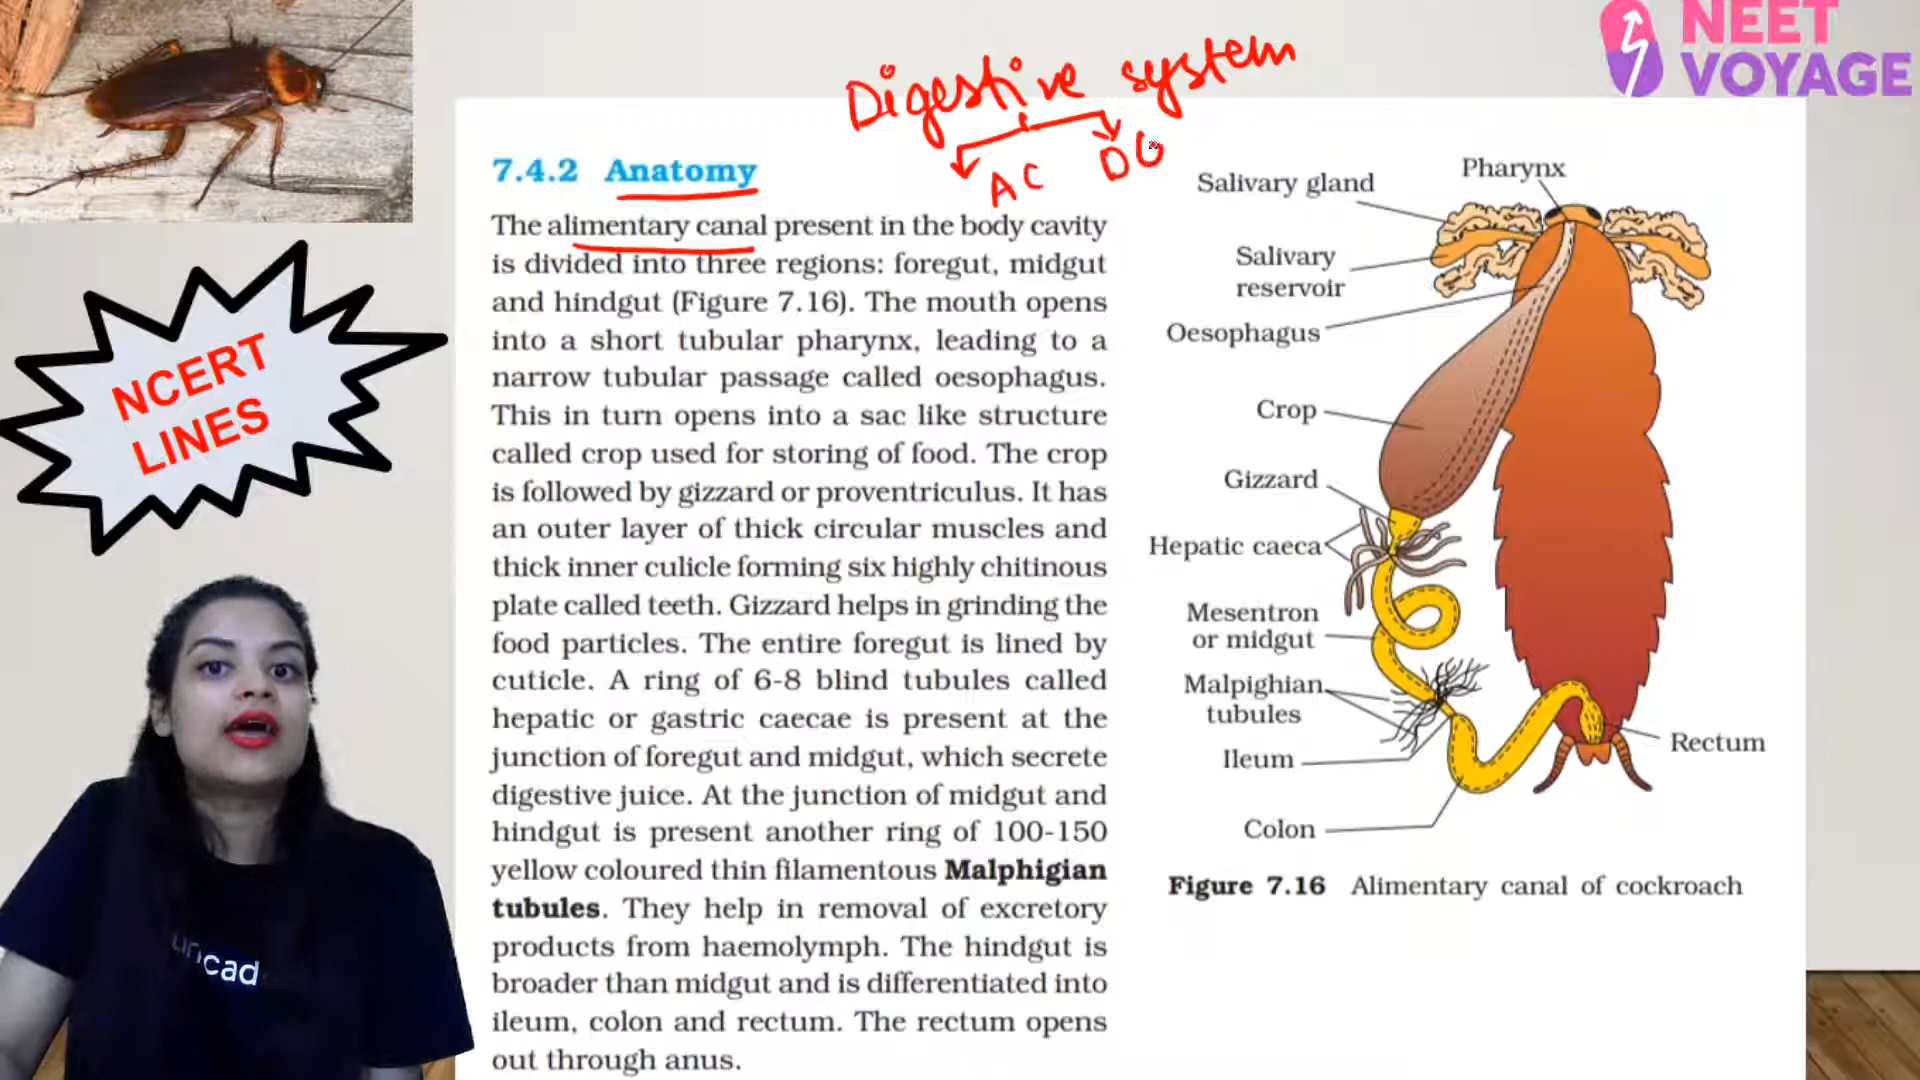 NEET
VOYAGE
Digestive system
AC
DG
7.4.2 Anatomy
The alimentary canal present in the body cavity
is divided into three regions: foregut, midgut
and hindgut (Figure 7.16). The mouth opens
into a short tubular pharynx, leading to a
narrow tubular passage called oesophagus.
This in turn opens into a sac like structure
called crop used for storing of food. The crop
is followed by gizzard or proventriculus. It has
an outer layer of thick circular muscles and
thick inner culicle forming six highly chitinous
plate called teeth. Gizzard helps in grinding the
food particles. The entire foregut is lined by
cuticle. A ring of 6-8 blind tubules called
hepatic or gastric caecae is present at the
junction of foregut and midgut, which secrete
digestive juice. At the junction of midgut and
hindgut is present another ring of 100-150
yellow coloured thin filamentous Malphigian
tubules. They help in removal of excretory
products from haemolymph. The hindgut is
broader than midgut and is differentiated into
ileum, colon and rectum. The rectum opens
out through anus.
Pharynx
Salivary gland
Salivary
reservoir
Oesophagus
Crop
Gizzard
Hepatic caeca
Mesentron
or midgut
Malpighian
tubules
Ileum
Rectum
Colon
Figure 7.16 Alimentary canal of cockroach
NCERT
LINES